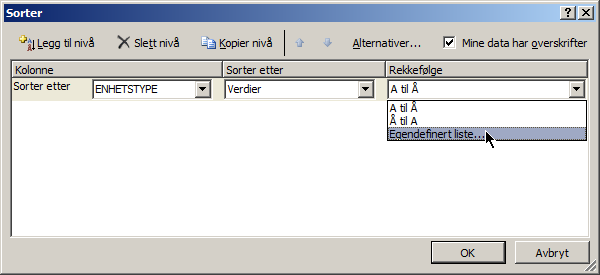 Sorter
Legg til nivå Slett nivå Kopier nivå Alternativer... Mine data har overskrifter
Kolonne Sorter etter Rekkefølge
Sorter etter ENHETSTYPE Verdier A til Å
A til Å
Å til A
Egendefinert liste...
OK Avbryt